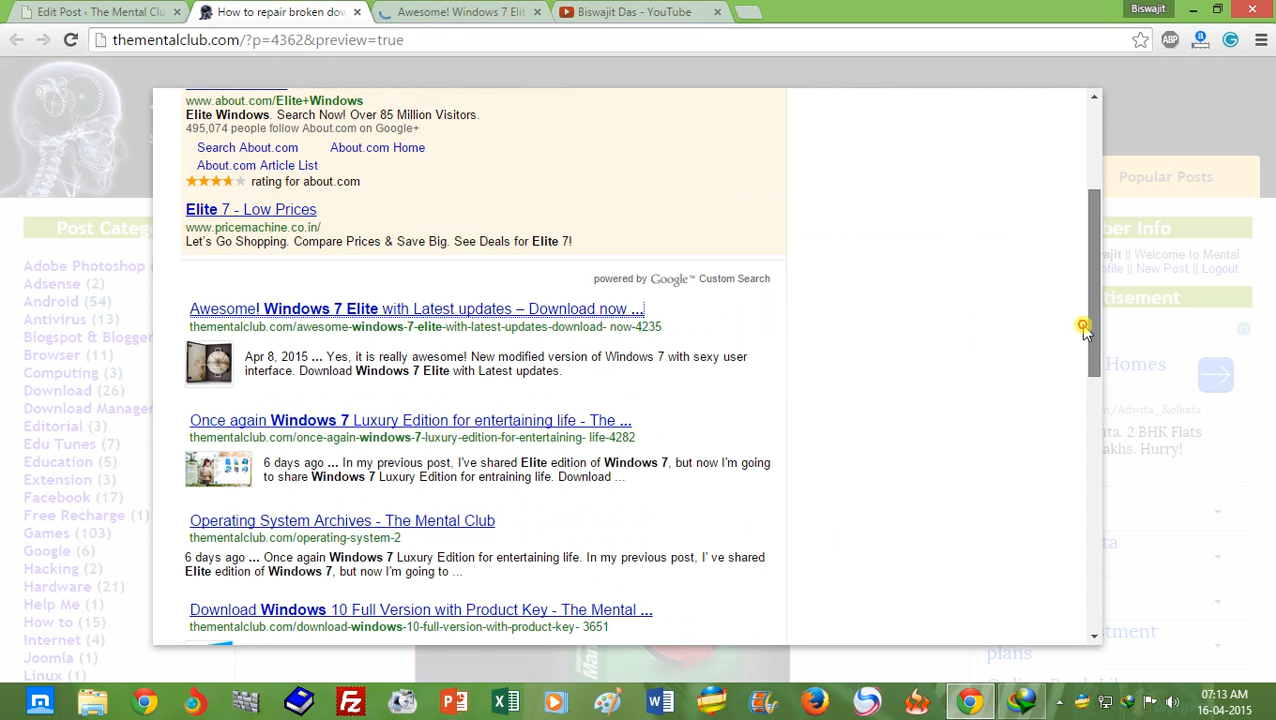 Edit Post ‹ The Mental Clu
How to repair broken dow
Awesome! Windows 7 Elit
Biswajit Das - YouTube
Biswajit
thementalclub.com/?p=4362&preview=true
Popular Posts
Post Catego
Adobe Photoshop
Adsense (2)
Android (54)
Antivirus (13)
Blogspot & Blogger
Browser (11)
Computing (3)
Download (26)
Download Manager
Editorial (3)
Edu Tunes (7)
Education (5)
Extension (3)
Facebook (17)
Free Recharge (1)
Games (103)
Google (6)
Hacking (2)
Hardware (21)
Help Me (1)
How to (15)
Internet (4)
Joomla (1)
Linux (1)
www.about.com/Elite+Windows
Elite Windows. Search Now! Over 85 Million Visitors.
495,074 people follow About.com on Google+
Search About.com About.com Home
About.com Article List
rating for about.com
Elite 7 - Low Prices
www.pricemachine.co.in/
Let's Go Shopping. Compare Prices & Save Big. See Deals for Elite 7!
powered by Google™ Custom Search
Awesome! Windows 7 Elite with Latest updates – Download now ...
thementalclub.com/awesome-windows-7-elite-with-latest-updates-download- now-4235
Apr 8, 2015 ... Yes, it is really awesome! New modified version of Windows 7 with sexy user
interface. Download Windows 7 Elite with Latest updates.
Once again Windows 7 Luxury Edition for entertaining life - The ...
thementalclub.com/once-again-windows-7-luxury-edition-for-entertaining- life-4282
6 days ago ... In my previous post, I've shared Elite edition of Windows 7, but now I'm going
to share Windows 7 Luxury Edition for entraining life. Download ...
Operating System Archives - The Mental Club
thementalclub.com/operating-system-2
6 days ago ... Once again Windows 7 Luxury Edition for entertaining life. In my previous post, I' ve shared
Elite edition of Windows 7, but now I'm going to ...
Download Windows 10 Full Version with Product Key - The Mental ...
thementalclub.com/download-windows-10-full-version-with-product-key- 3651
ber Info
ajit || Welcome to Mental
ofile || New Post || Logout
rtisement
Homes
n/Adwita_Kolkata
ata. 2 BHK Flats
akhs. Hurry!
ta
tment
plans
ABP
07:13 AM
16-04-2015